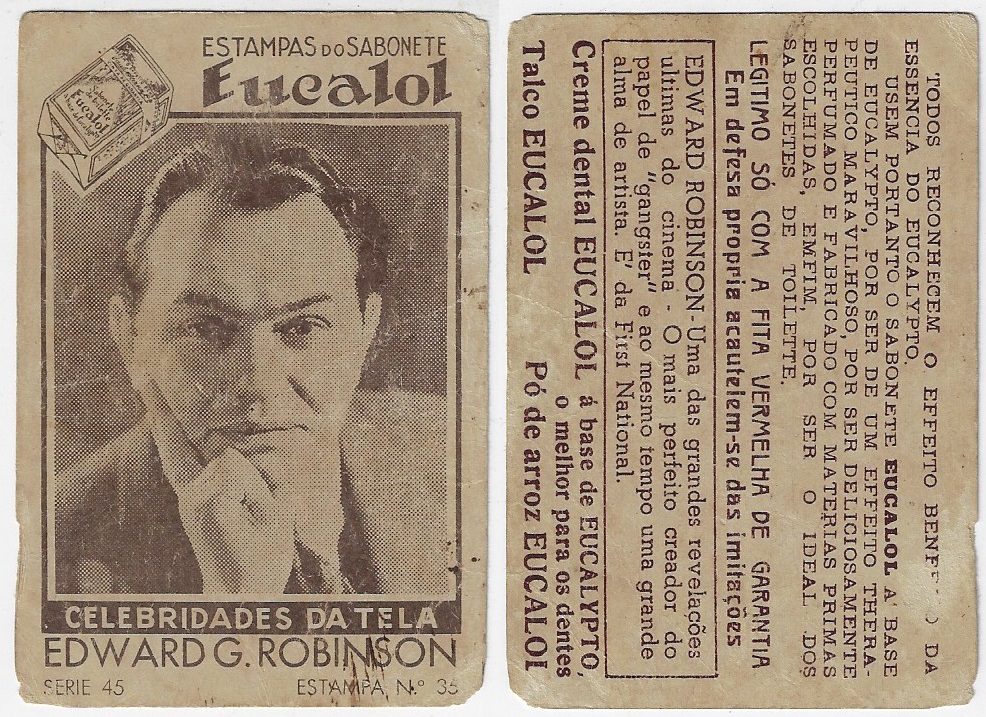 ESTAMPAS DO SABONETE
Eucalol
Eucalol
CELEBRIDADES DA TELA
EDWARD G. ROBINSON
SERIE 45 ESTAMPA, N.º 35
TODOS RECONHECEM O EFFEITO DA
ESSENCIA DO EUCALYPTO.
USEM PORTANTO O SABONETE EUCALOL A' BASE
DE EUCALYPTO, POR SER DE UM EFFEITO THERA-
PEUTICO MARAVILHOSO, POR SER DELICIOSAMENTE
PERFUMADO E FABRICADO COM MATERIAS PRIMAS
ESCOLHIDAS, EMFIM, POR SER O IDEAL DOS
SABONETES DE TOILETTE.
LEGITIMO SÓ COM A FITA VERMELHA DE GARANTIA
Em defesa propria acautelem-se das imitações
EDWARD ROBINSON - Uma das grandes revelações
ultimas do cinema - O mais perfeito creador do
papel de "gangster" e ao mesmo tempo uma grande
alma de artista. E' da First National.
Creme dental EUCALOL á base de EUCALYPTO,
o melhor para os dentes
Talco EUCALOL Pó de arroz EUCALOL